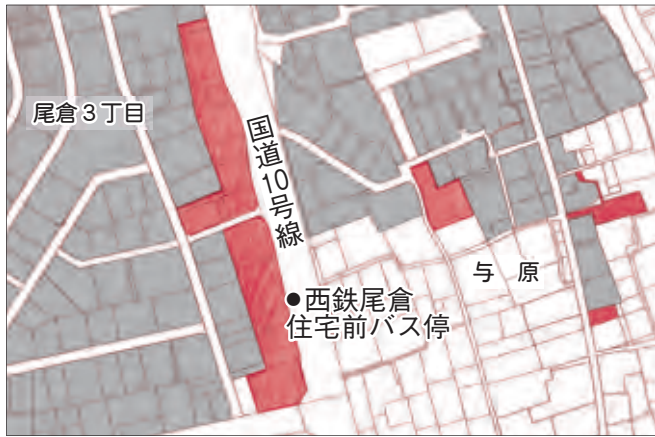 尾倉3丁目
国道10号線
与 原
●西鉄尾倉
住宅前バス停